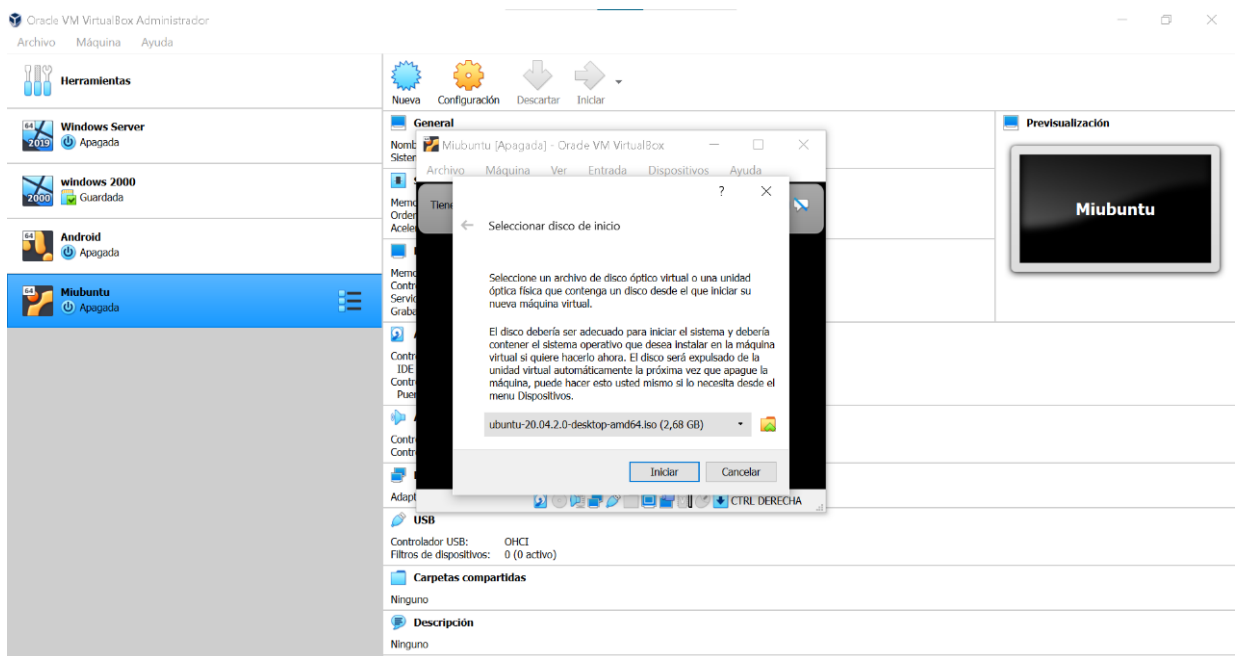 Oracle VM VirtualBox Administrador
Archivo Máquina Ayuda
Herramientas
64
2019
Windows Server
Apagada
2000
windows 2000
Guardada
64
Android
Apagada
64
Miubuntu
Apagada
Nueva Configuración Descartar Iniciar
General
Previsualización
Miubuntu
Miubuntu [Apagada] - Oracle VM VirtualBox
Archivo Máquina Ver Entrada Dispositivos Ayuda
?
Seleccionar disco de inicio
Seleccione un archivo de disco óptico virtual o una unidad
óptica física que contenga un disco desde el que iniciar su
nueva máquina virtual.
El disco debería ser adecuado para iniciar el sistema y debería
contener el sistema operativo que desea instalar en la máquina
virtual si quiere hacerlo ahora. El disco será expulsado de la
unidad virtual automáticamente la próxima vez que apague la
máquina, puede hacer esto usted mismo si lo necesita desde el
menu Dispositivos.
ubuntu-20.04.2.0-desktop-amd64.iso (2,68 GB)
Iniciar Cancelar
CTRL DERECHA
IDE
USB
Controlador USB: OHCI
Filtros de dispositivos: 0 (0 activo)
Carpetas compartidas
Ninguno
Descripción
Ninguno